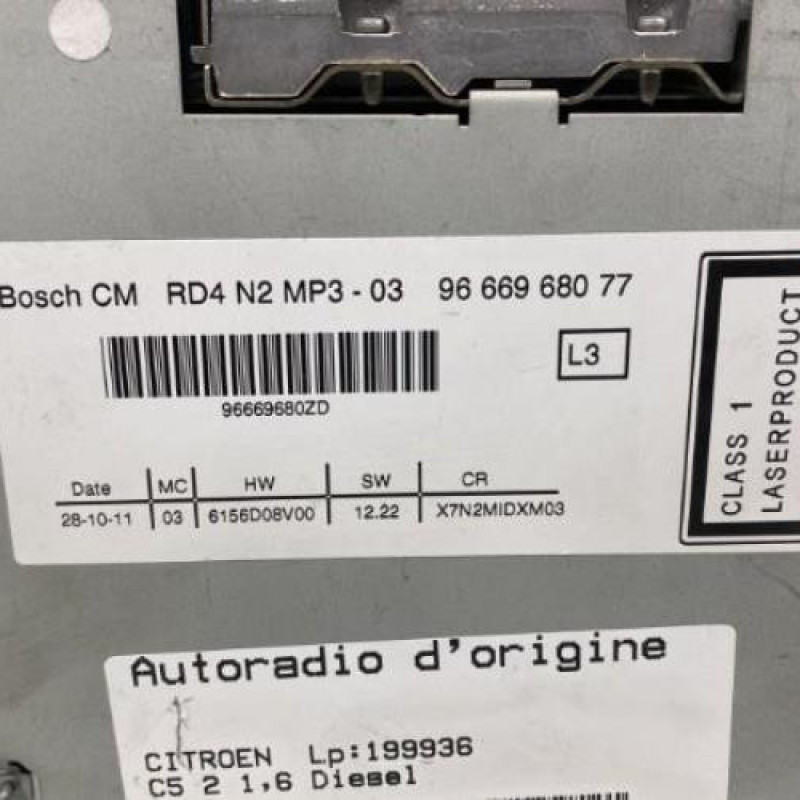 Bosch CM RD4 N2 MP3 - 03 96 669 680 77
L3
96669680ZD
Date MC HW SW CR
28-10-11 03 6156D08V00 12.22 X7N2MIDXM03
CLASS 1
LASERPRODUCT
Autoradio d'origine
CITROEN Lp:199936
C5 2 1,6 Diesel